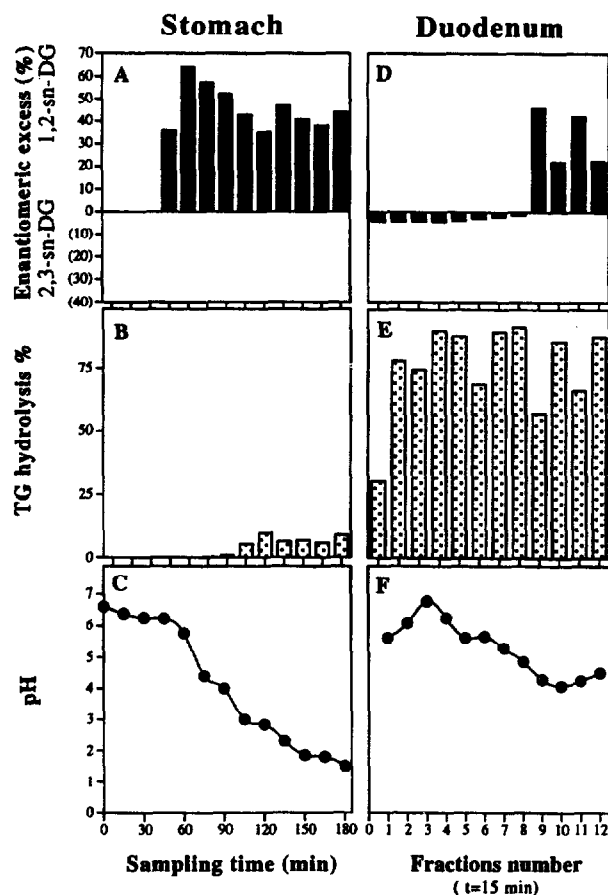 Stomach Duodenum
Enantiomeric excess (%)
2,3-sn-DG 1,2-sn-DG
A D
70
60
50
40
30
20
10
0
(10)
(20)
(30)
(40)
TG hydrolysis %
B E
75
50
25
0
pH
C F
7
6
5
4
3
2
1
0
0 30 60 90 120 150 180
0 1 2 3 4 5 6 7 8 9 10 11 12
Sampling time (min) Fractions number
( t=15 min)